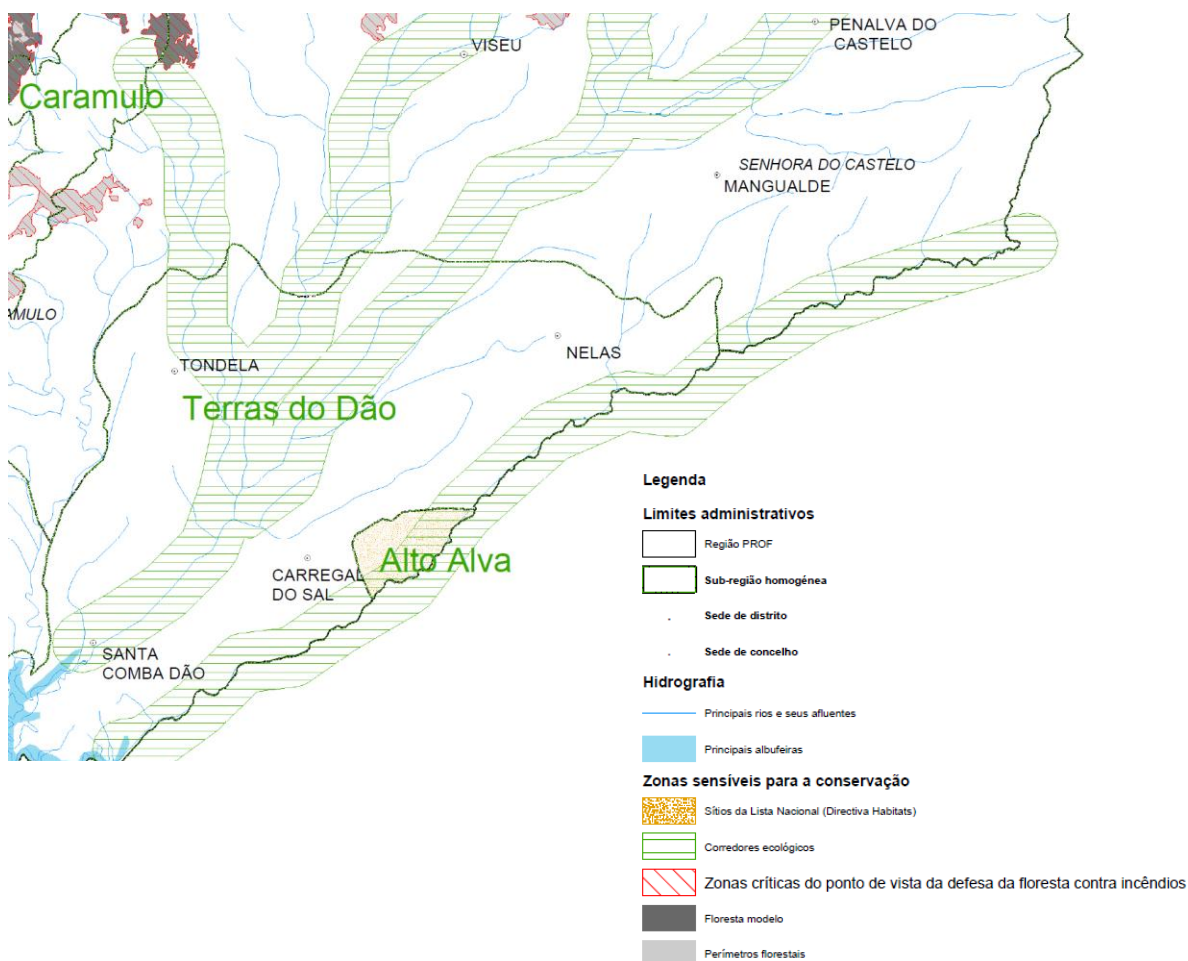 PENALVA DO
CASTELO
VISEU
Caramulo
SENHORA DO CASTELO
MANGUALDE
AMULO
NELAS
TONDELA
Terras do Dão
Alto Alva
CARREGAL
DO SAL
SANTA
COMBA DÃO
Legenda
Limites administrativos
Região PROF
Sub-região homogénea
Sede de distrito
Sede de concelho
Hidrografia
Principais rios e seus afluentes
Principais albufeiras
Zonas sensíveis para a conservação
Sítios da Lista Nacional (Directiva Habitats)
Corredores ecológicos
Zonas críticas do ponto de vista da defesa da floresta contra incêndios
Floresta modelo
Perímetros florestais